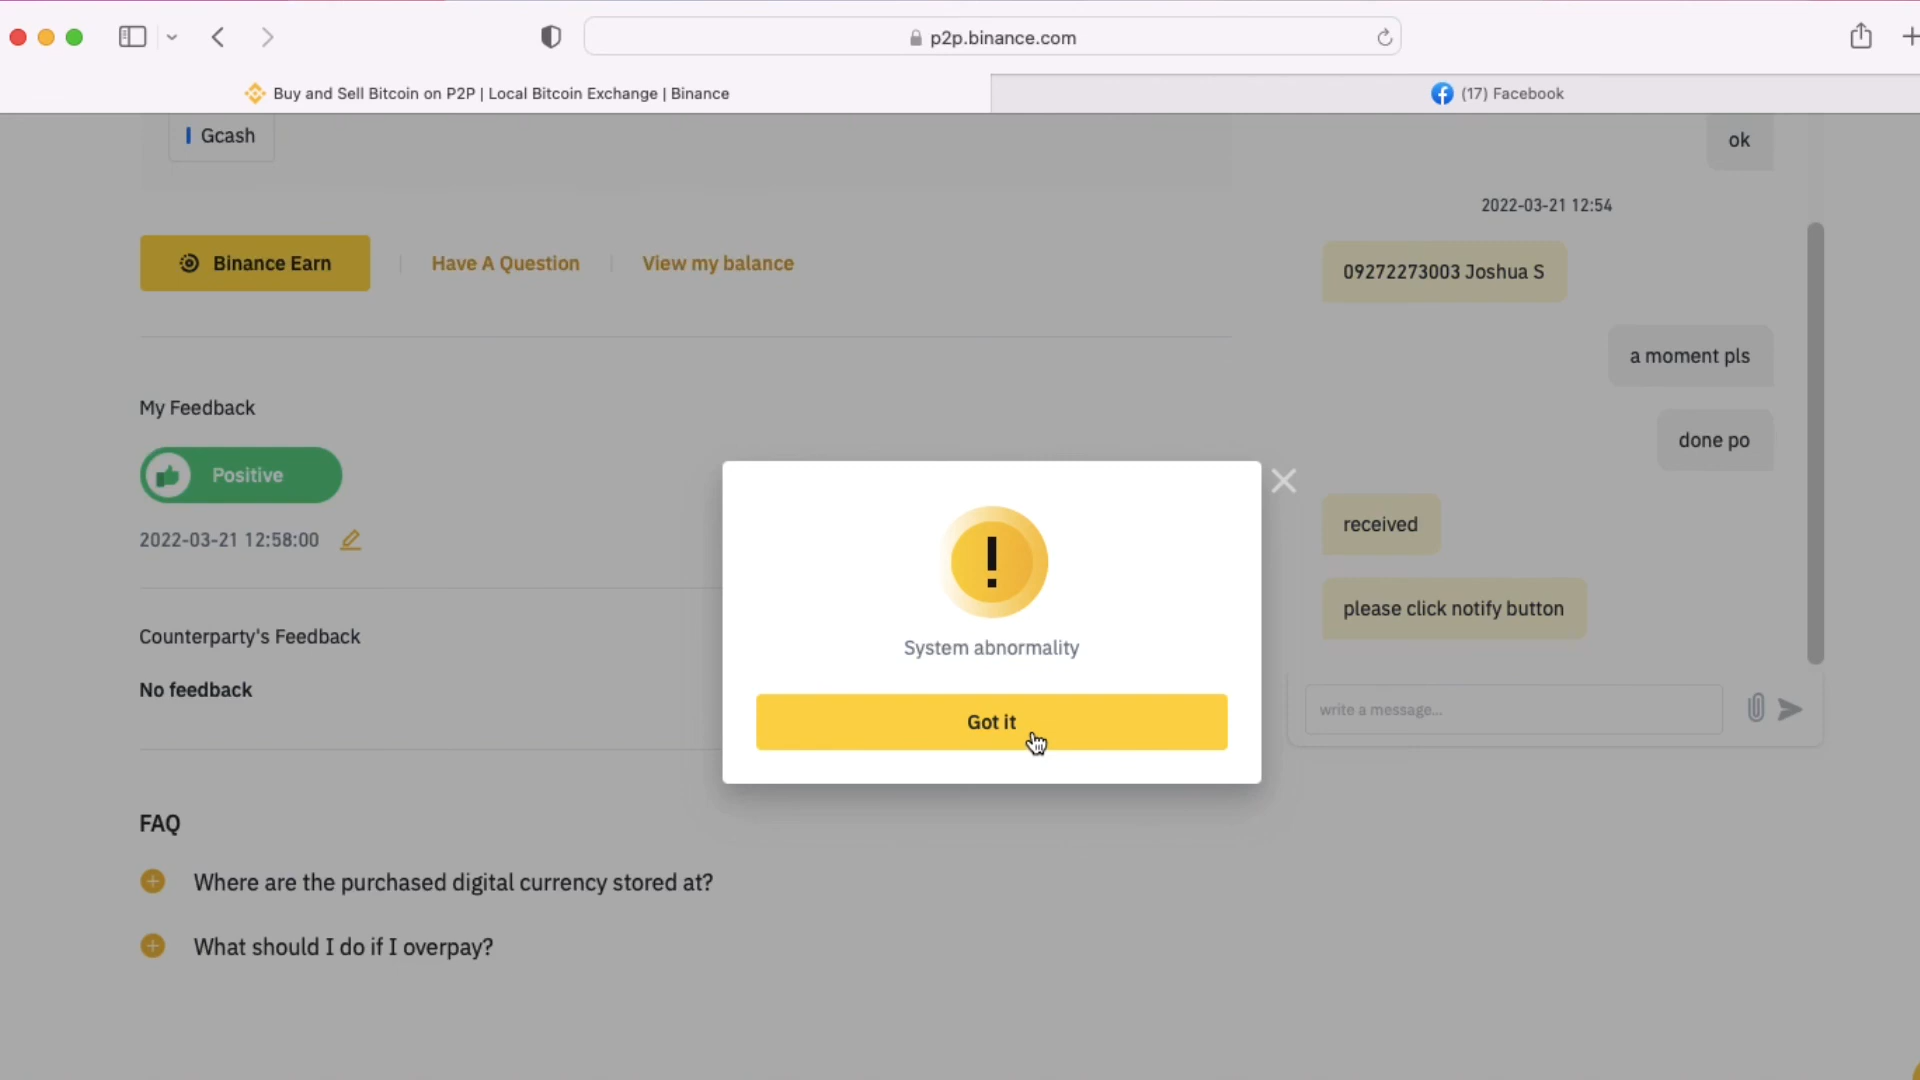 p2p.binance.com
Buy and Sell Bitcoin on P2P | Local Bitcoin Exchange | Binance
(17) Facebook
Gcash
ok
2022-03-21 12:54
Binance Earn
Have A Question
View my balance
09272273003 Joshua S
a moment pls
My Feedback
done po
Positive
received
2022-03-21 12:58:00
please click notify button
Counterparty's Feedback
System abnormality
No feedback
write a message...
Got it
FAQ
Where are the purchased digital currency stored at?
What should I do if I overpay?